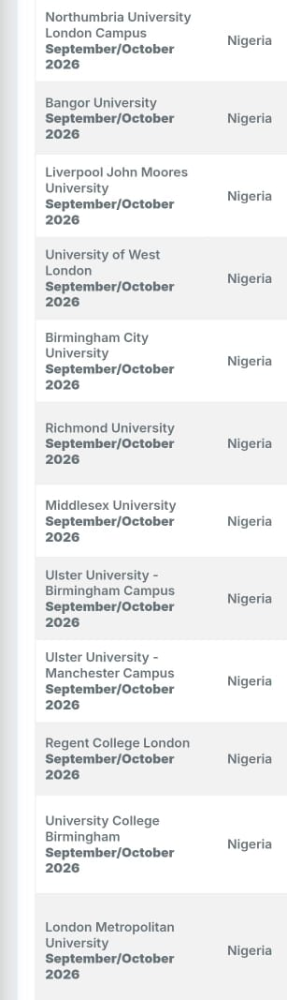 Northumbria University
London Campus
September/October
2026
Nigeria
Bangor University
September/October
2026
Nigeria
Liverpool John Moores
University
September/October
2026
Nigeria
University of West
London
September/October
2026
Nigeria
Birmingham City
University
September/October
2026
Nigeria
Richmond University
September/October
2026
Nigeria
Middlesex University
September/October
2026
Nigeria
Ulster University -
Birmingham Campus
September/October
2026
Nigeria
Ulster University -
Manchester Campus
September/October
2026
Nigeria
Regent College London
September/October
2026
Nigeria
University College
Birmingham
September/October
2026
Nigeria
London Metropolitan
University
September/October
2026
Nigeria